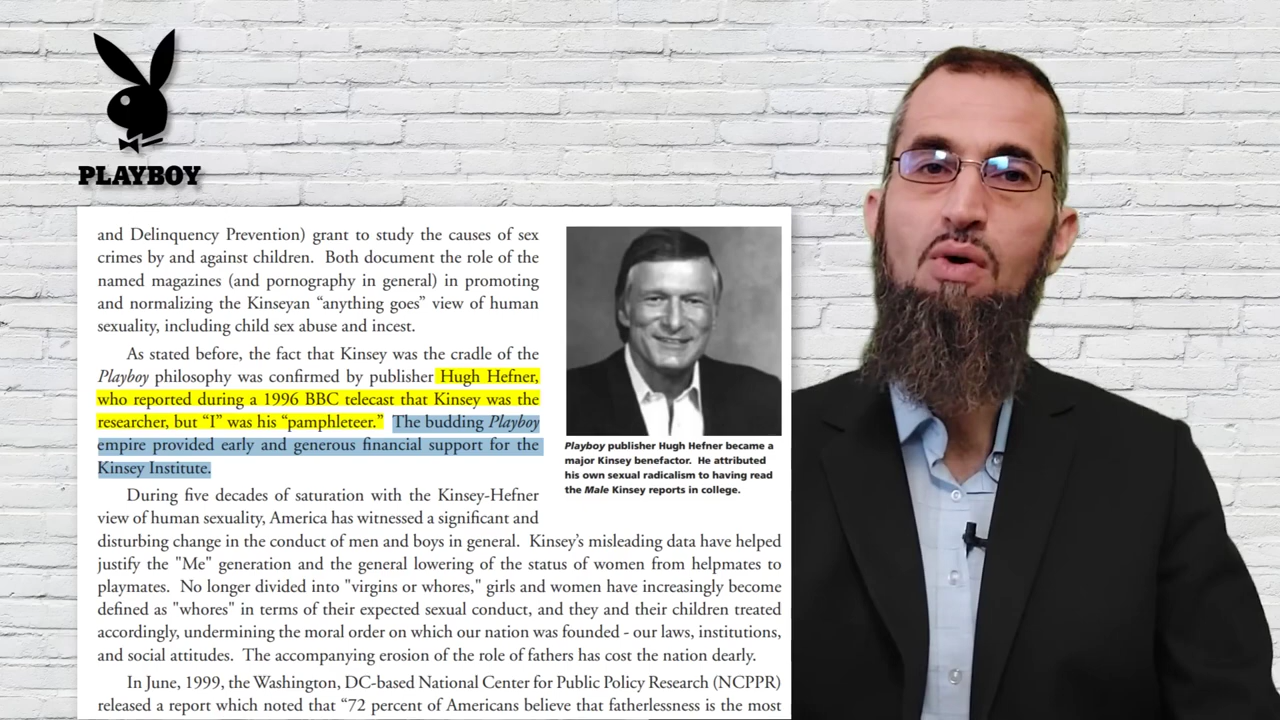 PLAYBOY
and Delinquency Prevention) grant to study the causes of sex
crimes by and against children. Both document the role of the
named magazines (and pornography in general) in promoting
and normalizing the Kinseyan “anything goes” view of human
sexuality, including child sex abuse and incest.
As stated before, the fact that Kinsey was the cradle of the
Playboy philosophy was confirmed by publisher Hugh Hefner,
who reported during a 1996 BBC telecast that Kinsey was the
researcher, but “I” was his “pamphleteer.” The budding Playboy
empire provided early and generous financial support for the
Kinsey Institute.
Playboy publisher Hugh Hefner became a
major Kinsey benefactor. He attributed
his own sexual radicalism to having read
the Male Kinsey reports in college.
During five decades of saturation with the Kinsey-Hefner
view of human sexuality, America has witnessed a significant and
disturbing change in the conduct of men and boys in general. Kinsey’s misleading data have helped
justify the "Me" generation and the general lowering of the status of women from helpmates to
playmates. No longer divided into "virgins or whores," girls and women have increasingly become
defined as "whores" in terms of their expected sexual conduct, and they and their children treated
accordingly, undermining the moral order on which our nation was founded - our laws, institutions,
and social attitudes. The accompanying erosion of the role of fathers has cost the nation dearly.
In June, 1999, the Washington, DC-based National Center for Public Policy Research (NCPPR)
released a report which noted that “72 percent of Americans believe that fatherlessness is the most